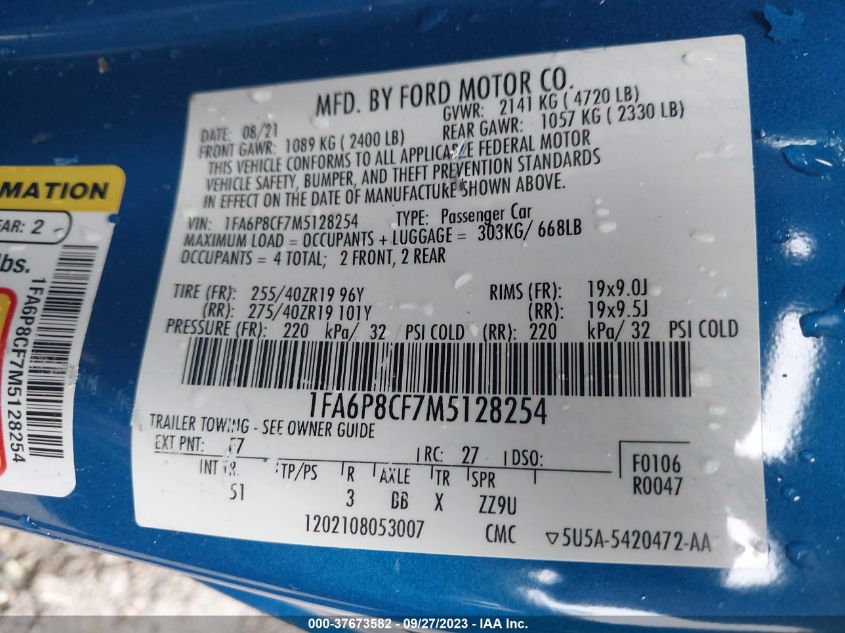 MFD. BY FORD MOTOR CO.
DATE: 08/21 GVWR: 2141 KG ( 4720 LB)
FRONT GAWR: 1089 KG ( 2400 LB) REAR GAWR: 1057 KG ( 2330 LB)
THIS VEHICLE CONFORMS TO ALL APPLICABLE FEDERAL MOTOR
VEHICLE SAFETY, BUMPER, AND THEFT PREVENTION STANDARDS
IN EFFECT ON THE DATE OF MANUFACTURE SHOWN ABOVE.
VIN: 1FA6P8CF7M5128254 TYPE: Passenger Car
MAXIMUM LOAD = OCCUPANTS + LUGGAGE = 303KG/ 668LB
OCCUPANTS = 4 TOTAL; 2 FRONT, 2 REAR
TIRE (FR): 255/40ZR19 96Y RIMS (FR): 19x9.0J
(RR): 275/40ZR19 101Y (RR): 19x9.5J
PRESSURE (FR): 220 kPa/ 32 PSI COLD (RR): 220 kPa/ 32 PSI COLD
1FA6P8CF7M5128254
TRAILER TOWING - SEE OWNER GUIDE
EXT PNT: RC: 27 DSO: F0106
R0047
INT TP/PS R AXLE TR SPR
51 3 BB X ZZ9U
1202108053007 CMC ▽5U5A-5420472-AA
MATION
EAR: 2
lbs.
1FA6P8CF7M5128254
000-37673582 - 09/27/2023 - IAA Inc.